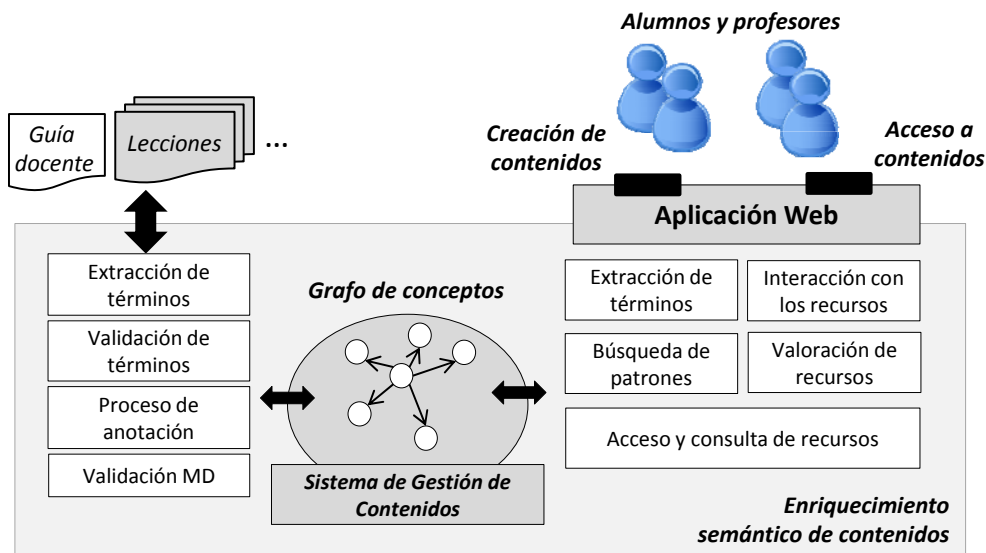 Alumnos y profesores
Guía
docente
Lecciones
...
Creación de
contenidos
Acceso a
contenidos
Aplicación Web
Extracción de
términos
Validación de
términos
Proceso de
anotación
Validación MD
Grafo de conceptos
Sistema de Gestión de
Contenidos
Extracción de
términos
Interacción con
los recursos
Búsqueda de
patrones
Valoración de
recursos
Acceso y consulta de recursos
Enriquecimiento
semántico de contenidos